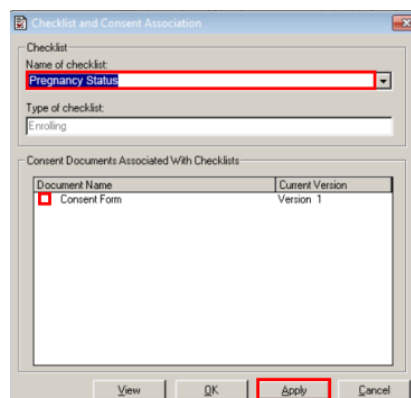 Checklist and Consent Association
Checklist
Name of checklist:
Pregnancy Status
Type of checklist:
Enrolling
Consent Documents Associated With Checklists
Document Name Current Version
Consent Form Version 1
View OK Apply Cancel